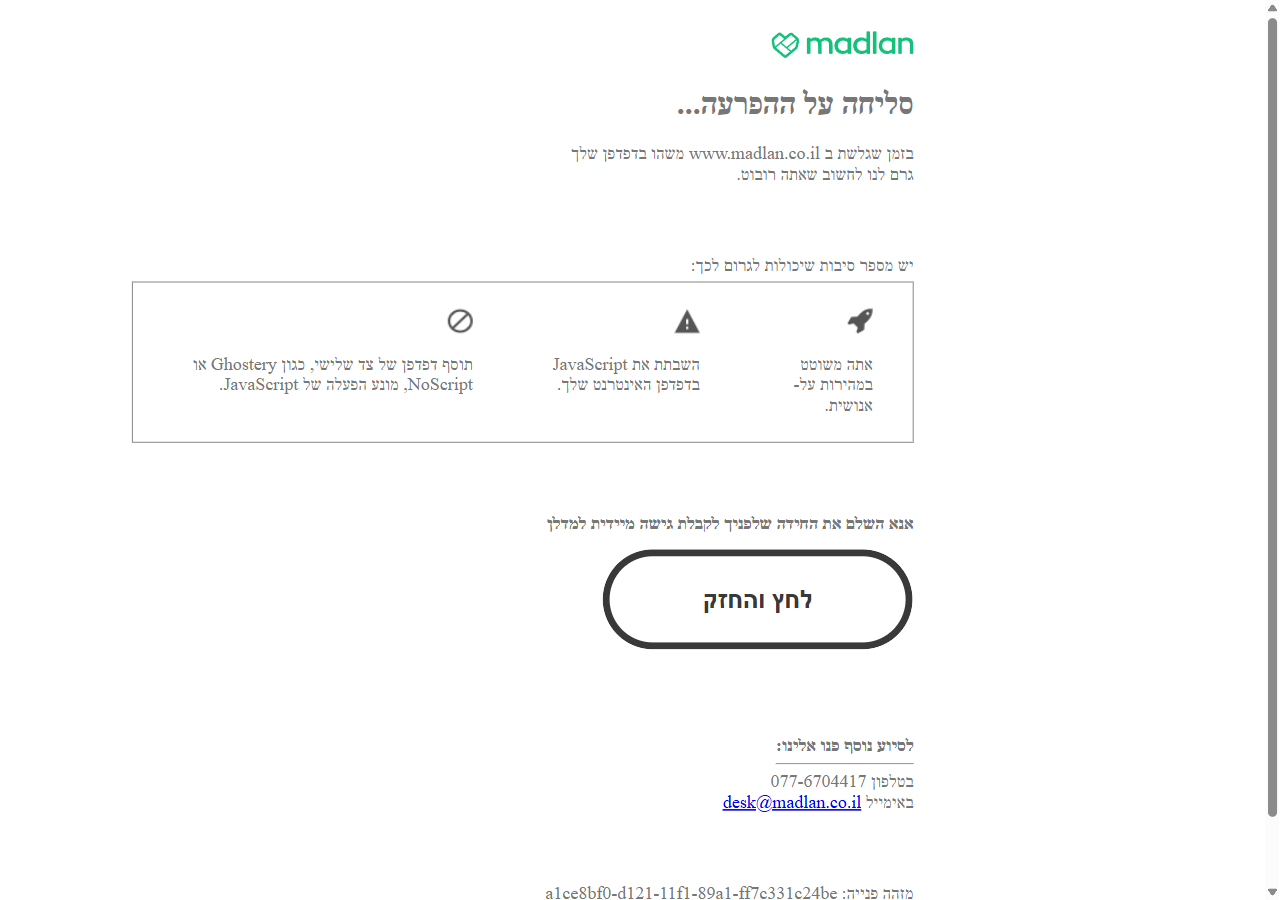 madlan
סליחה על ההפרעה...
בזמן שגלשת ב www.madlan.co.il משהו בדפדפן שלך
גרם לנו לחשוב שאתה רובוט.
יש מספר סיבות שיכולות לגרום לכך:
אתה משוטט
במהירות על-
אנושית.
השבתת את JavaScript
בדפדפן האינטרנט שלך.
תוסף דפדפן של צד שלישי, כגון Ghostery או
NoScript, מונע הפעלה של JavaScript.
אנא השלם את החידה שלפניך לקבלת גישה מיידית למדלן
לחץ והחזק
לסיוע נוסף פנו אלינו:
בטלפון 077-6704417
באימייל desk@madlan.co.il
מזהה פנייה: a1ce8bf0-d121-11f1-89a1-ff7c331c24be